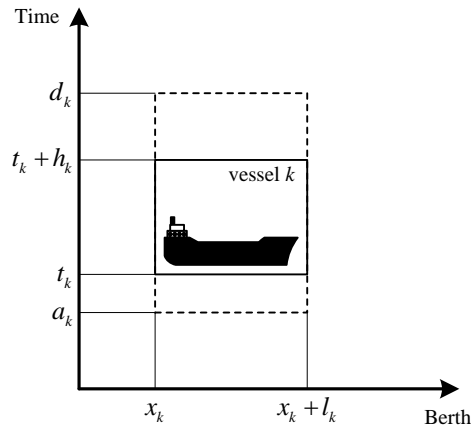 Time
d_k
t_k + h_k
vessel k
t_k
a_k
x_k
x_k + l_k
Berth